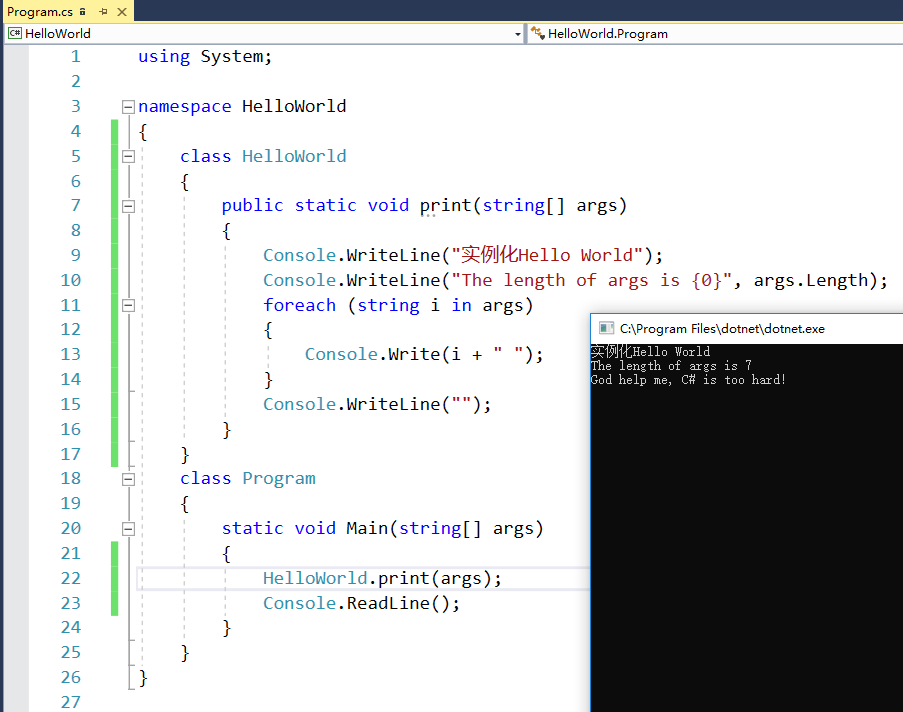 Program.cs
C# HelloWorld
HelloWorld.Program
1 using System;
2
3 namespace HelloWorld
4 {
5 class HelloWorld
6 {
7 public static void print(string[] args)
8 {
9 Console.WriteLine("实例化Hello World");
10 Console.WriteLine("The length of args is {0}", args.Length);
11 foreach (string i in args)
12 {
13 Console.Write(i + " ");
14 }
15 Console.WriteLine("");
16 }
17 }
18 class Program
19 {
20 static void Main(string[] args)
21 {
22 HelloWorld.print(args);
23 Console.ReadLine();
24 }
25 }
26 }
27
C:\Program Files\dotnet\dotnet.exe
实例化Hello World
The length of args is 7
God help me, C# is too hard!